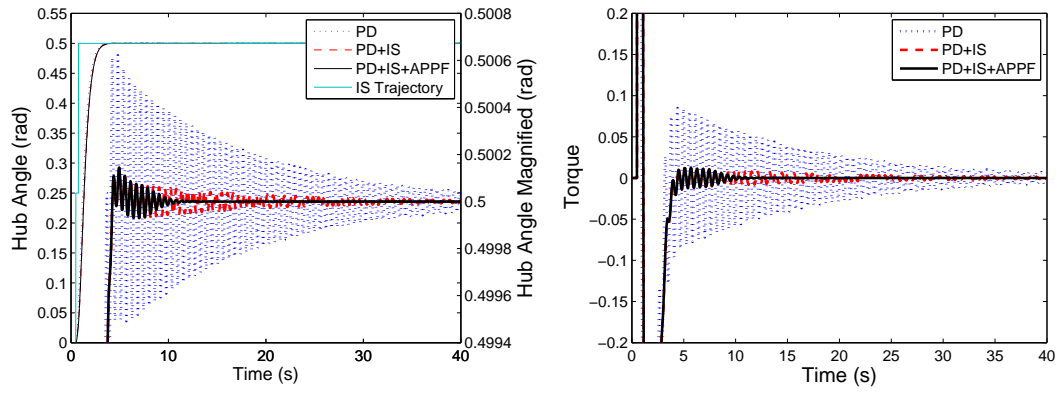 0.55
0.5
0.45
0.4
0.35
0.3
0.25
0.2
0.15
0.1
0.05
0
Hub Angle (rad)
0 10 20 30 40
Time (s)
0.5008
0.5006
0.5004
0.5002
0.5
0.4998
0.4996
0.4994
Hub Angle Magnified (rad)
PD
PD+IS
PD+IS+APPF
IS Trajectory
0.2
0.15
0.1
0.05
0
−0.05
−0.1
−0.15
−0.2
Torque
0 5 10 15 20 25 30 35 40
Time (s)
PD
PD+IS
PD+IS+APPF